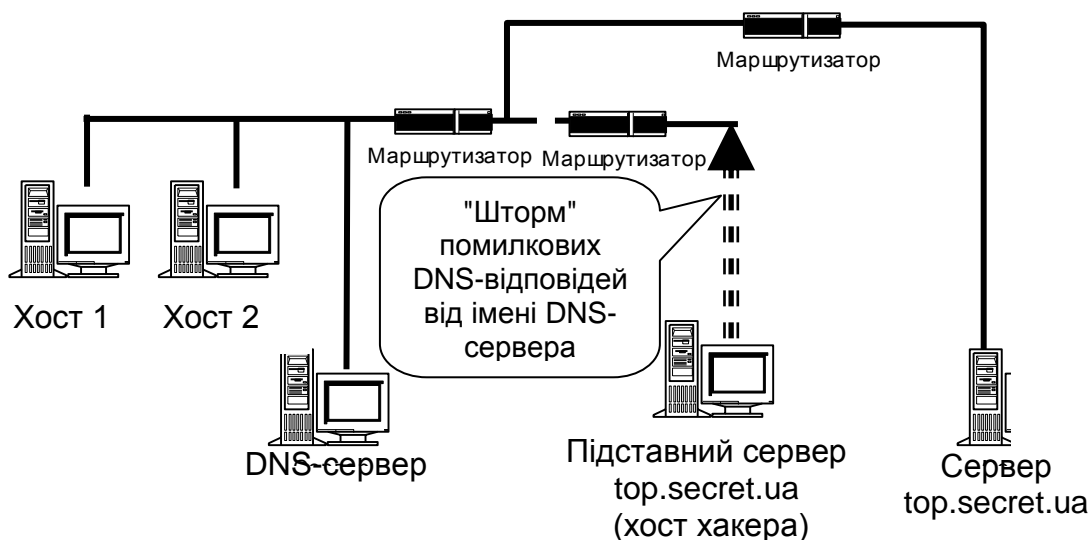 Маршрутизатор
Маршрутизатор
Маршрутизатор
"Шторм"
помилкових
DNS-відповідей
від імені DNS-
сервера
Хост 1
Хост 2
DNS-сервер
Підставний сервер
top.secret.ua
(хост хакера)
Сервер
top.secret.ua